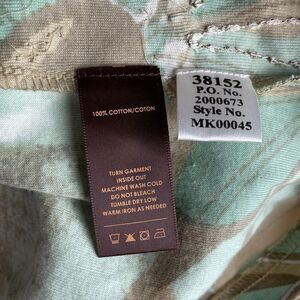 100% COTTON/COTON
TURN GARMENT
INSIDE OUT
MACHINE WASH COLD
DO NOT BLEACH
TUMBLE DRY LOW
WARM IRON AS NEEDED
38152
P.O. No.
2000673
Style No.
MK00045